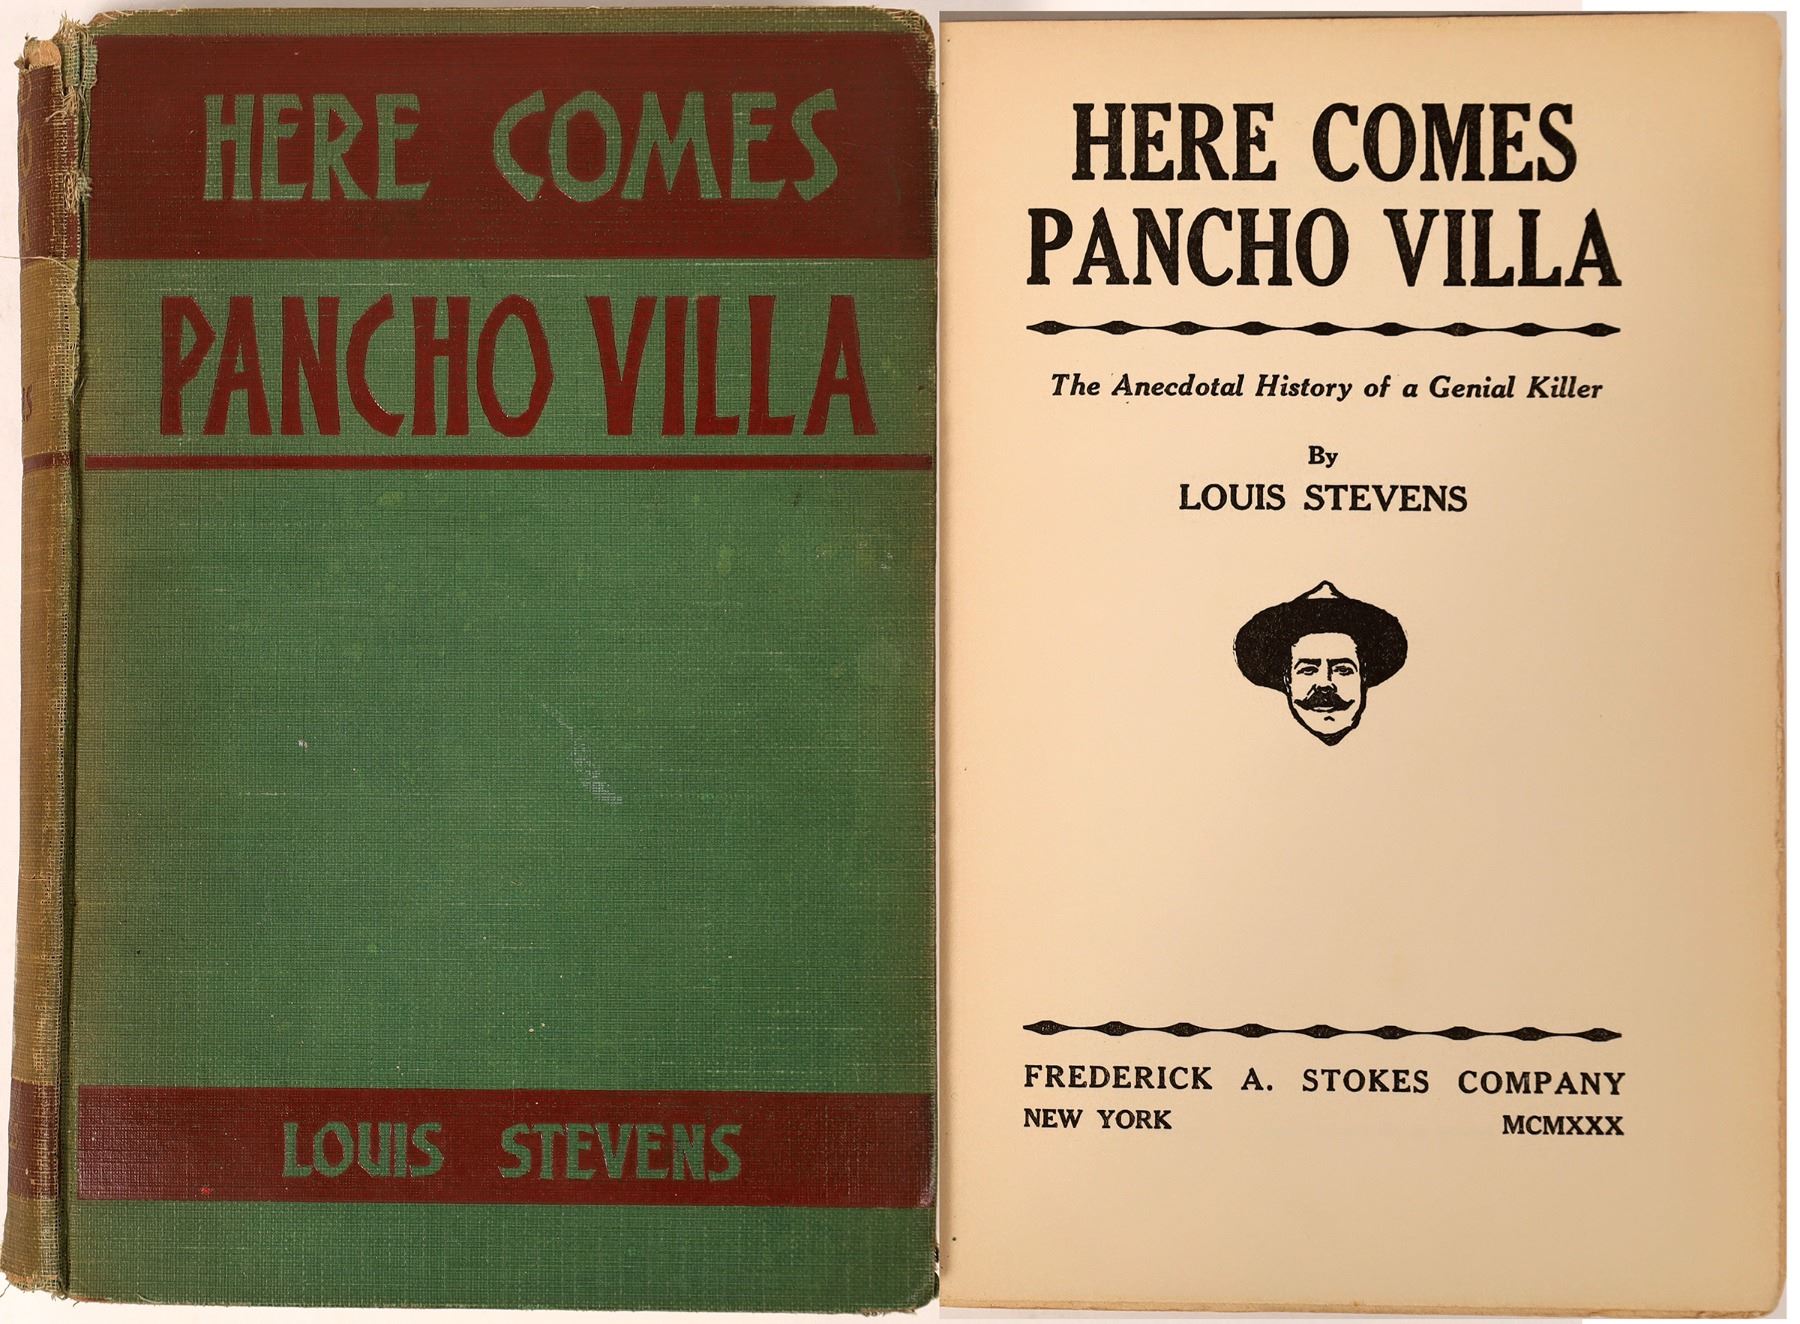 HERE COMES
PANCHO VILLA
LOUIS STEVENS
HERE COMES
PANCHO VILLA
The Anecdotal History of a Genial Killer
By
LOUIS STEVENS
FREDERICK A. STOKES COMPANY
NEW YORK MCMXXX